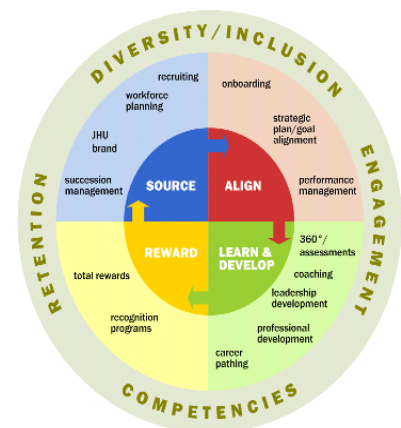 DIVERSITY/INCLUSION
recruiting
workforce
planning
JHU
brand
succession
management
onboarding
strategic
plan/goal
alignment
performance
management
SOURCE
ALIGN
REWARD
LEARN &
DEVELOP
total rewards
recognition
programs
360°/
assessments
coaching
leadership
development
professional
development
career
pathing
RETENTION
ENGAGEMENT
COMPETENCIES